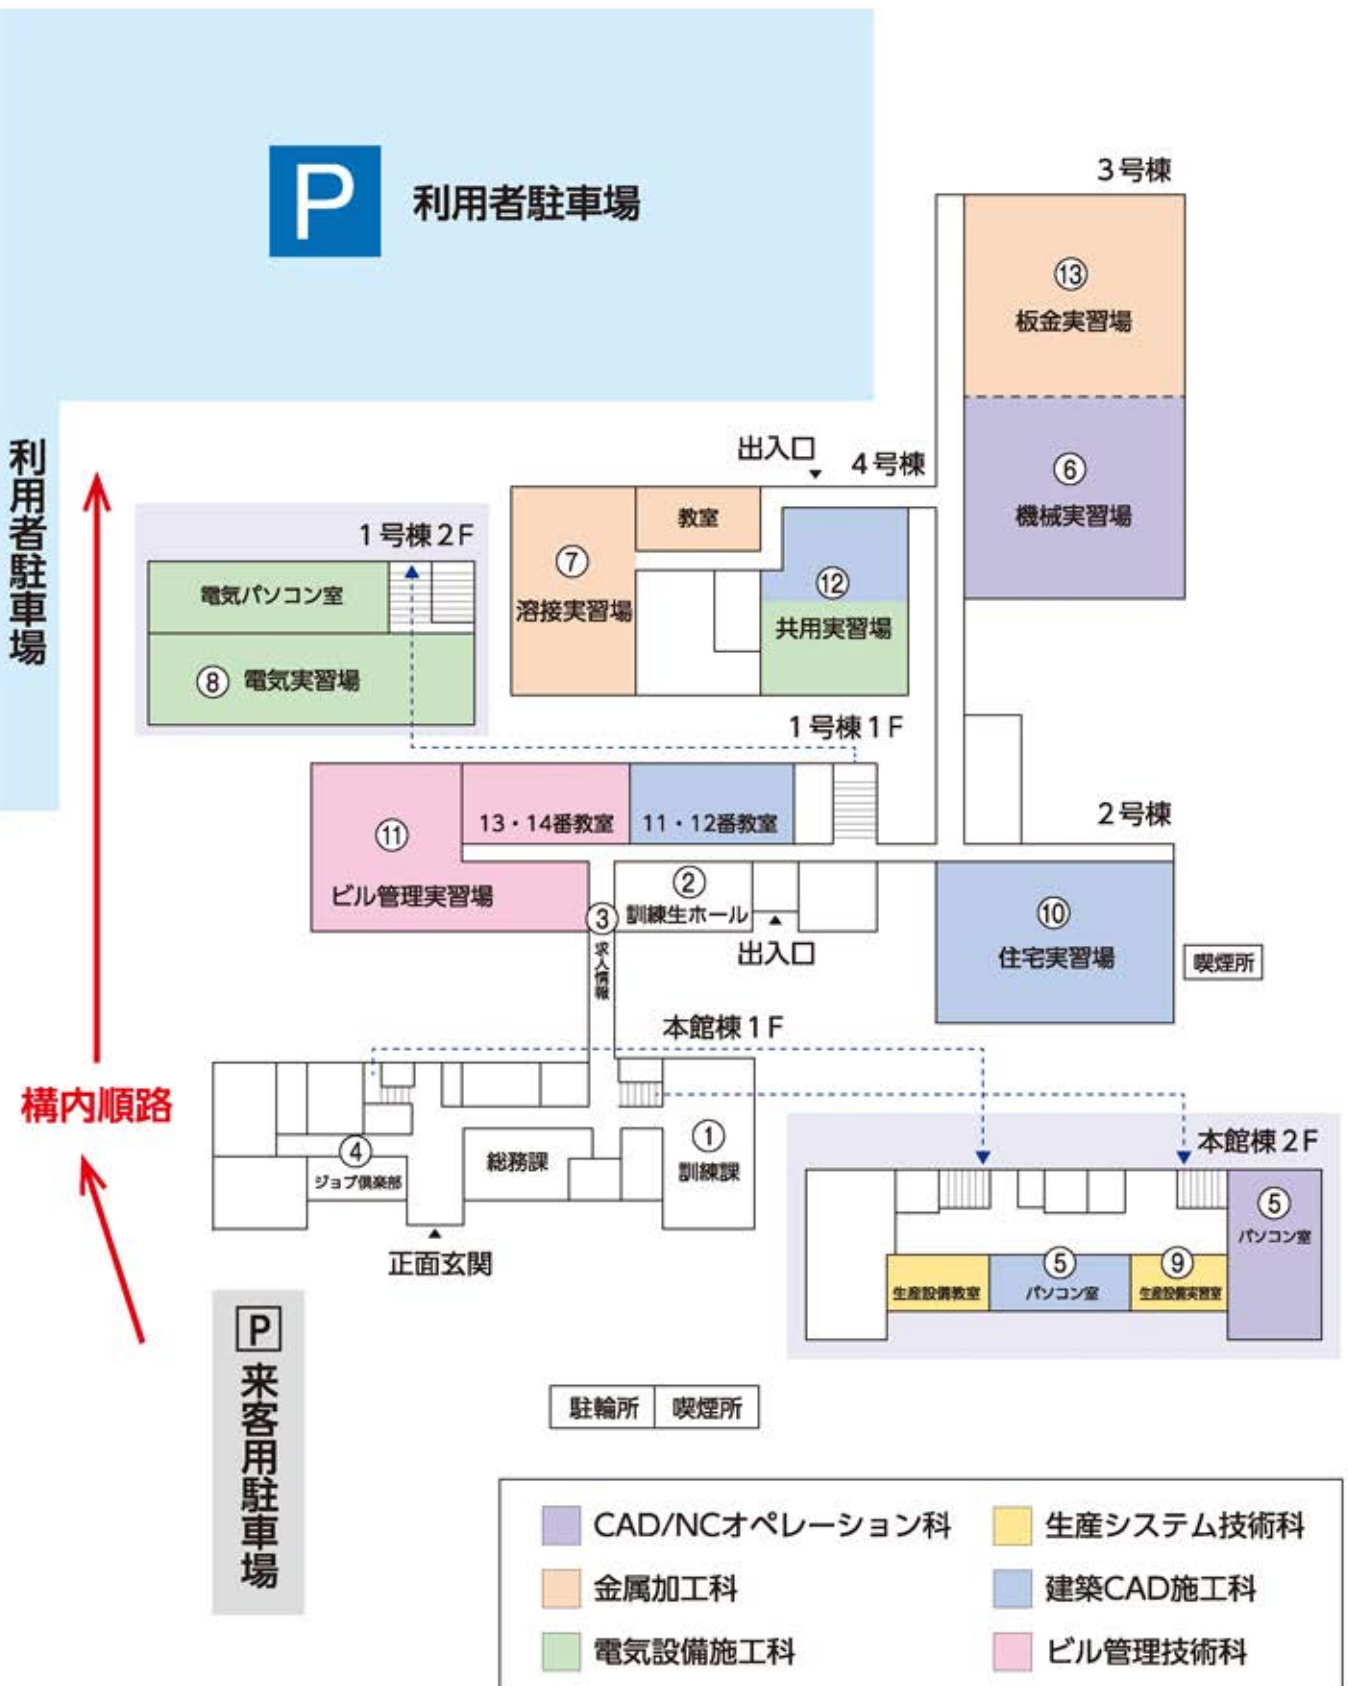 P 利用者駐車場
3号棟
⑬
板金実習場
利用者駐車場
出入口
4号棟
⑥
機械実習場
1号棟2F
電気パソコン室
⑧ 電気実習場
教室
⑦
溶接実習場
⑫
共用実習場
1号棟1F
2号棟
⑪
ビル管理実習場
13・14番教室
11・12番教室
②
訓練生ホール
③
求人情報
出入口
⑩
住宅実習場
喫煙所
本館棟1F
構内順路
④
ジョブ倶楽部
総務課
①
訓練課
正面玄関
本館棟2F
⑤
パソコン室
生産設備教室
⑤
パソコン室
⑨
生産設備実習室
P
来客用駐車場
駐輪所
喫煙所
CAD/NCオペレーション科
生産システム技術科
金属加工科
建築CAD施工科
電気設備施工科
ビル管理技術科